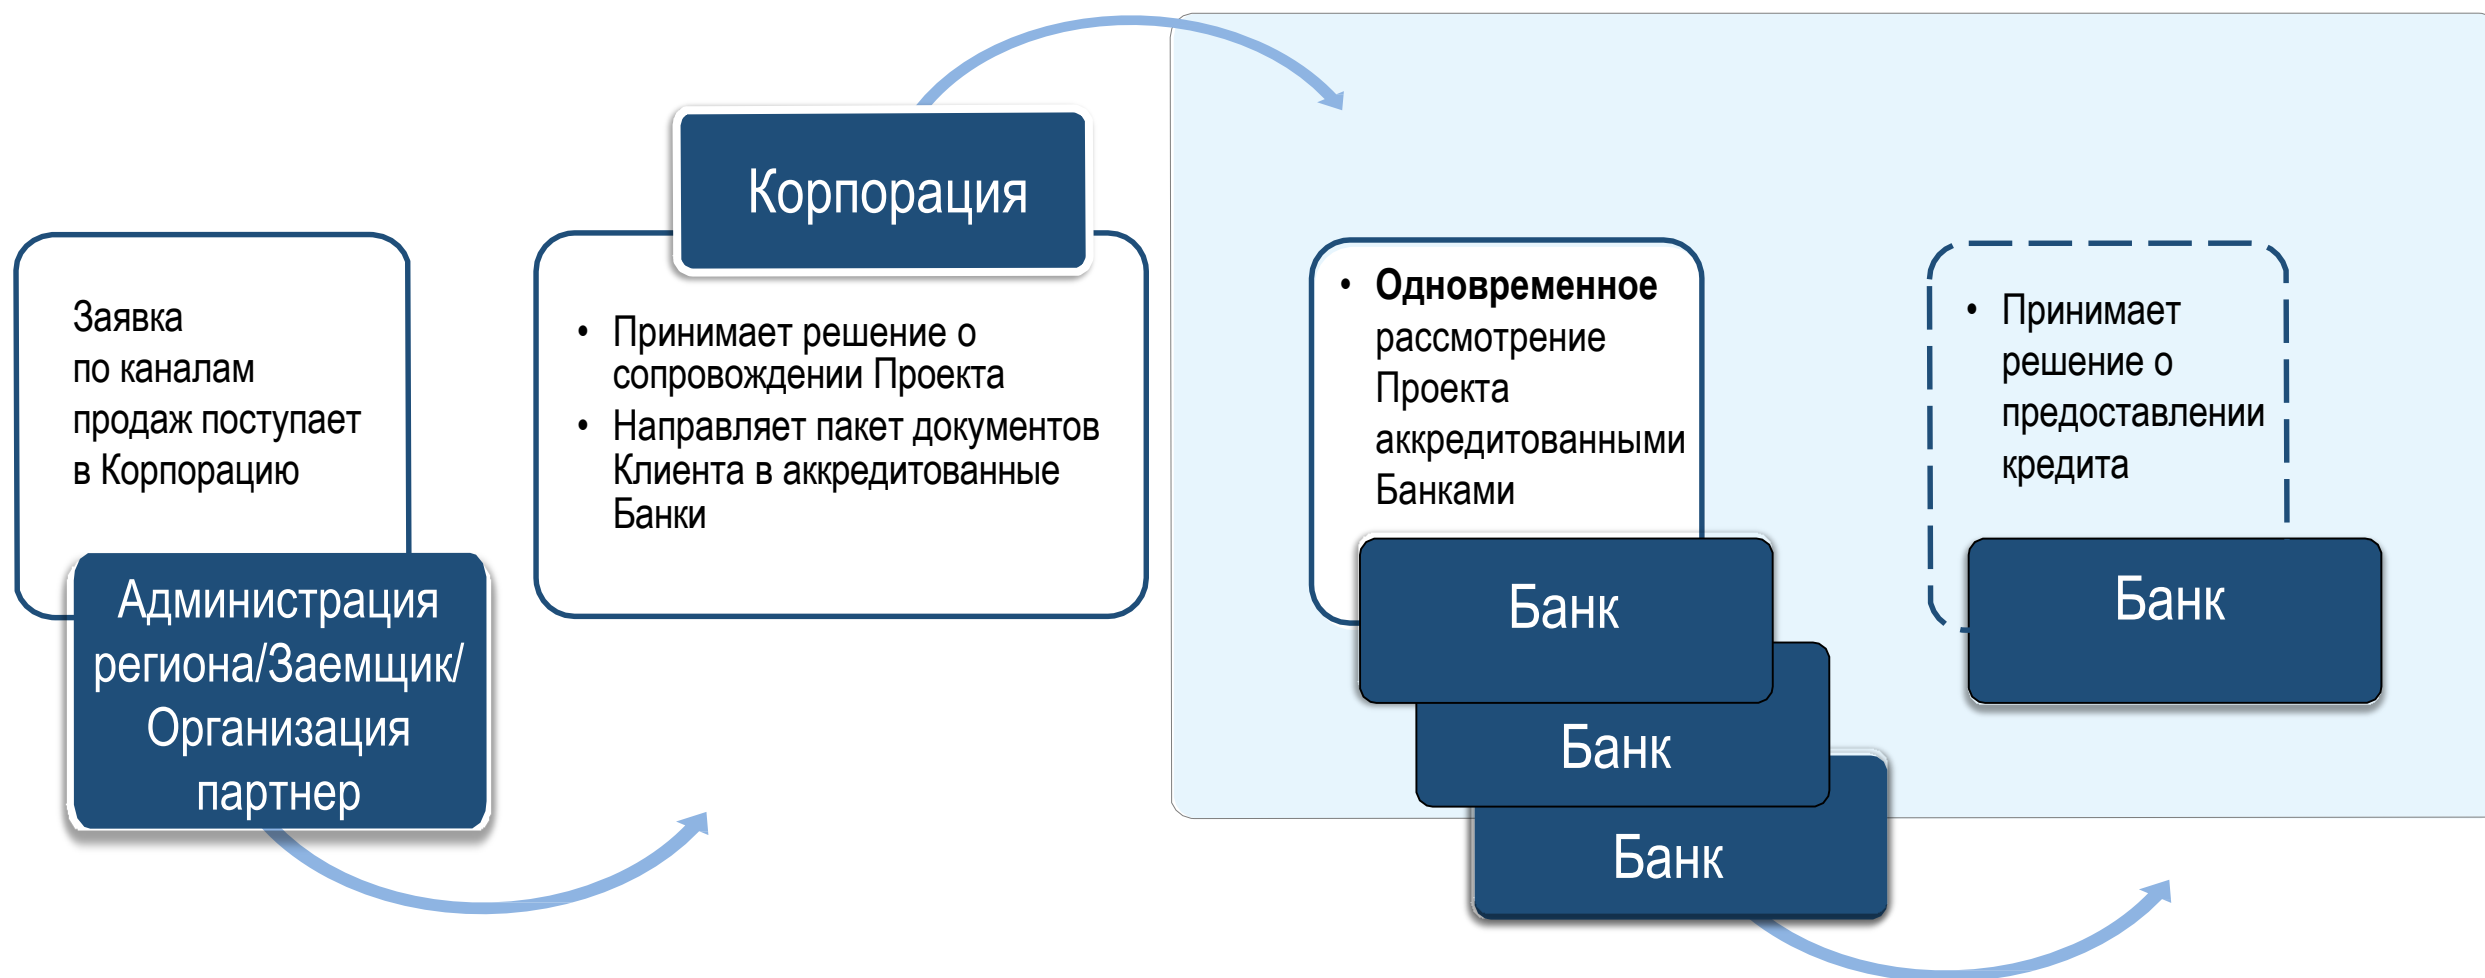 Заявка
по каналам
продаж поступает
в Корпорацию
Администрация
региона/Заемщик/
Организация
партнер
Корпорация
• Принимает решение о
сопровождении Проекта
• Направляет пакет документов
Клиента в аккредитованные
Банки
• Одновременное
рассмотрение
Проекта
аккредитованными
Банками
Банк
Банк
Банк
• Принимает
решение о
предоставлении
кредита
Банк